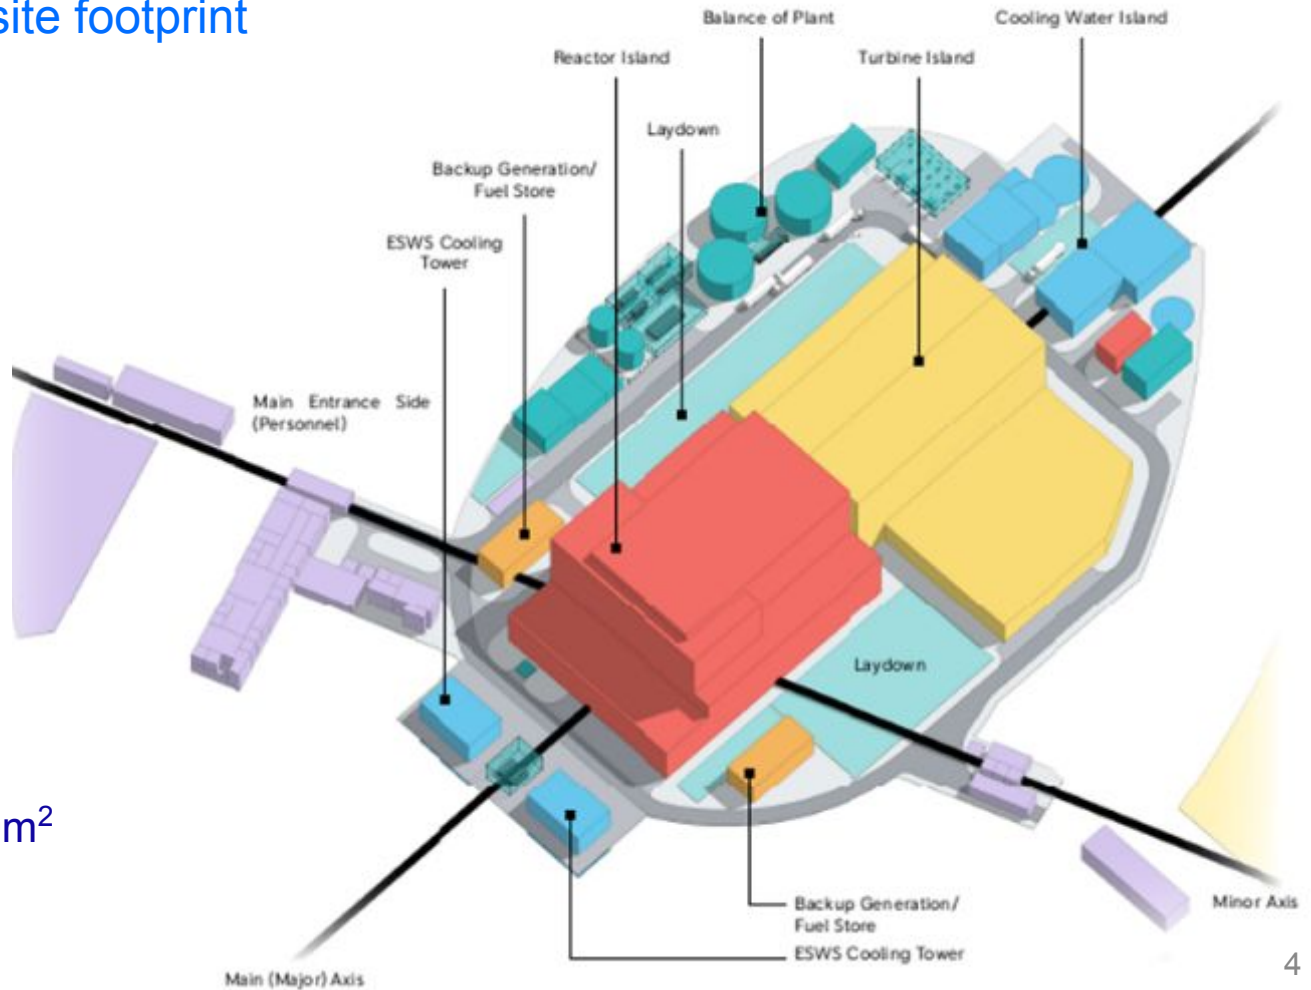 site footprint
Balance of Plant
Cooling Water Island
Reactor Island
Turbine Island
Laydown
Backup Generation/
Fuel Store
ESWS Cooling
Tower
Main Entrance Side
(Personnel)
Laydown
m²
Backup Generation/
Fuel Store
Minor Axis
ESWS Cooling Tower
Main (Major) Axis
4